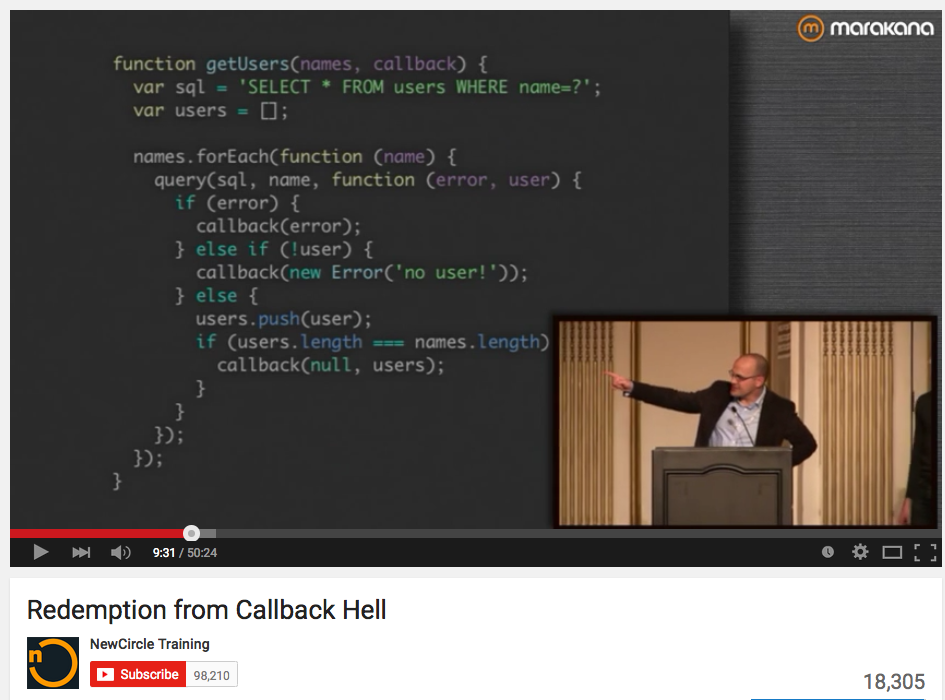 marakana
function getUsers(names, callback) {
var sql = 'SELECT * FROM users WHERE name=?';
var users = [];
names.forEach(function (name) {
query(sql, name, function (error, user) {
if (error) {
callback(error);
} else if (!user) {
callback(new Error('no user!'));
} else {
users.push(user);
if (users.length === names.length)
callback(null, users);
}
}
});
});
}
9:31 / 50:24
Redemption from Callback Hell
n
NewCircle Training
Subscribe 98,210
18,305